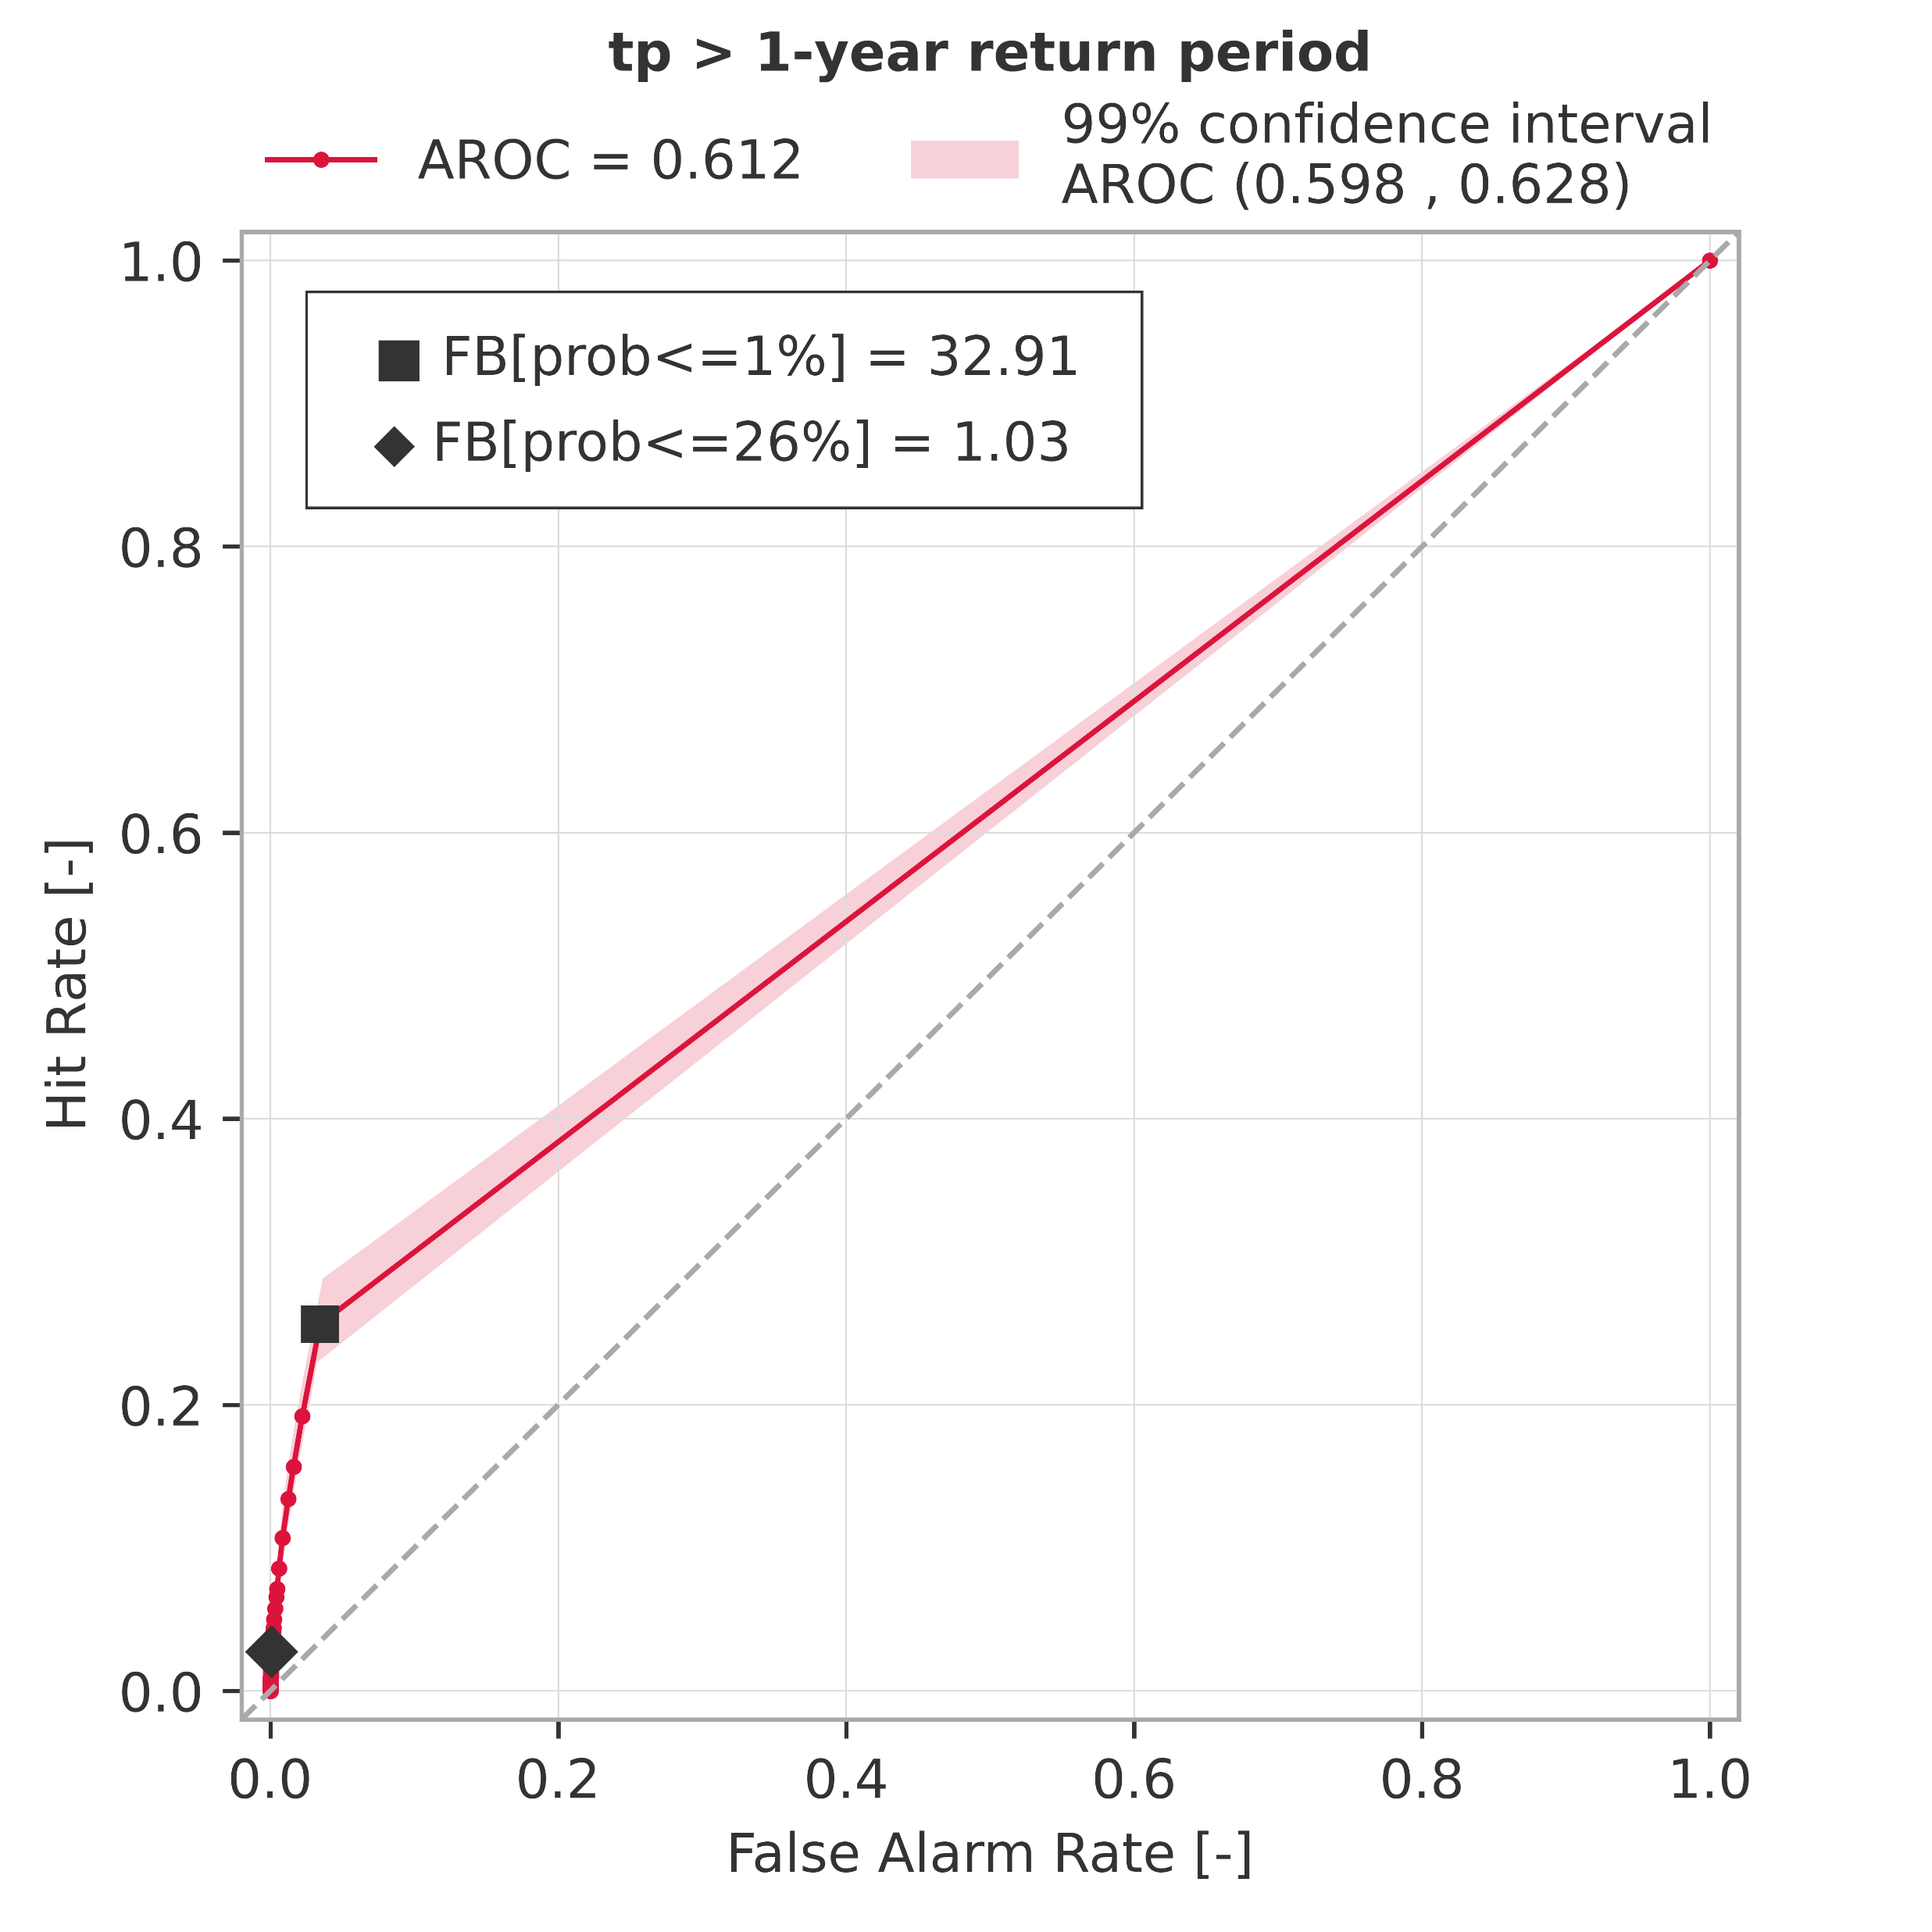 tp > 1-year return period
AROC = 0.612
99% confidence interval
AROC (0.598 , 0.628)
FB[prob<=1%] = 32.91
FB[prob<=26%] = 1.03
Hit Rate [-]
1.0
0.8
0.6
0.4
0.2
0.0
0.0 0.2 0.4 0.6 0.8 1.0
False Alarm Rate [-]